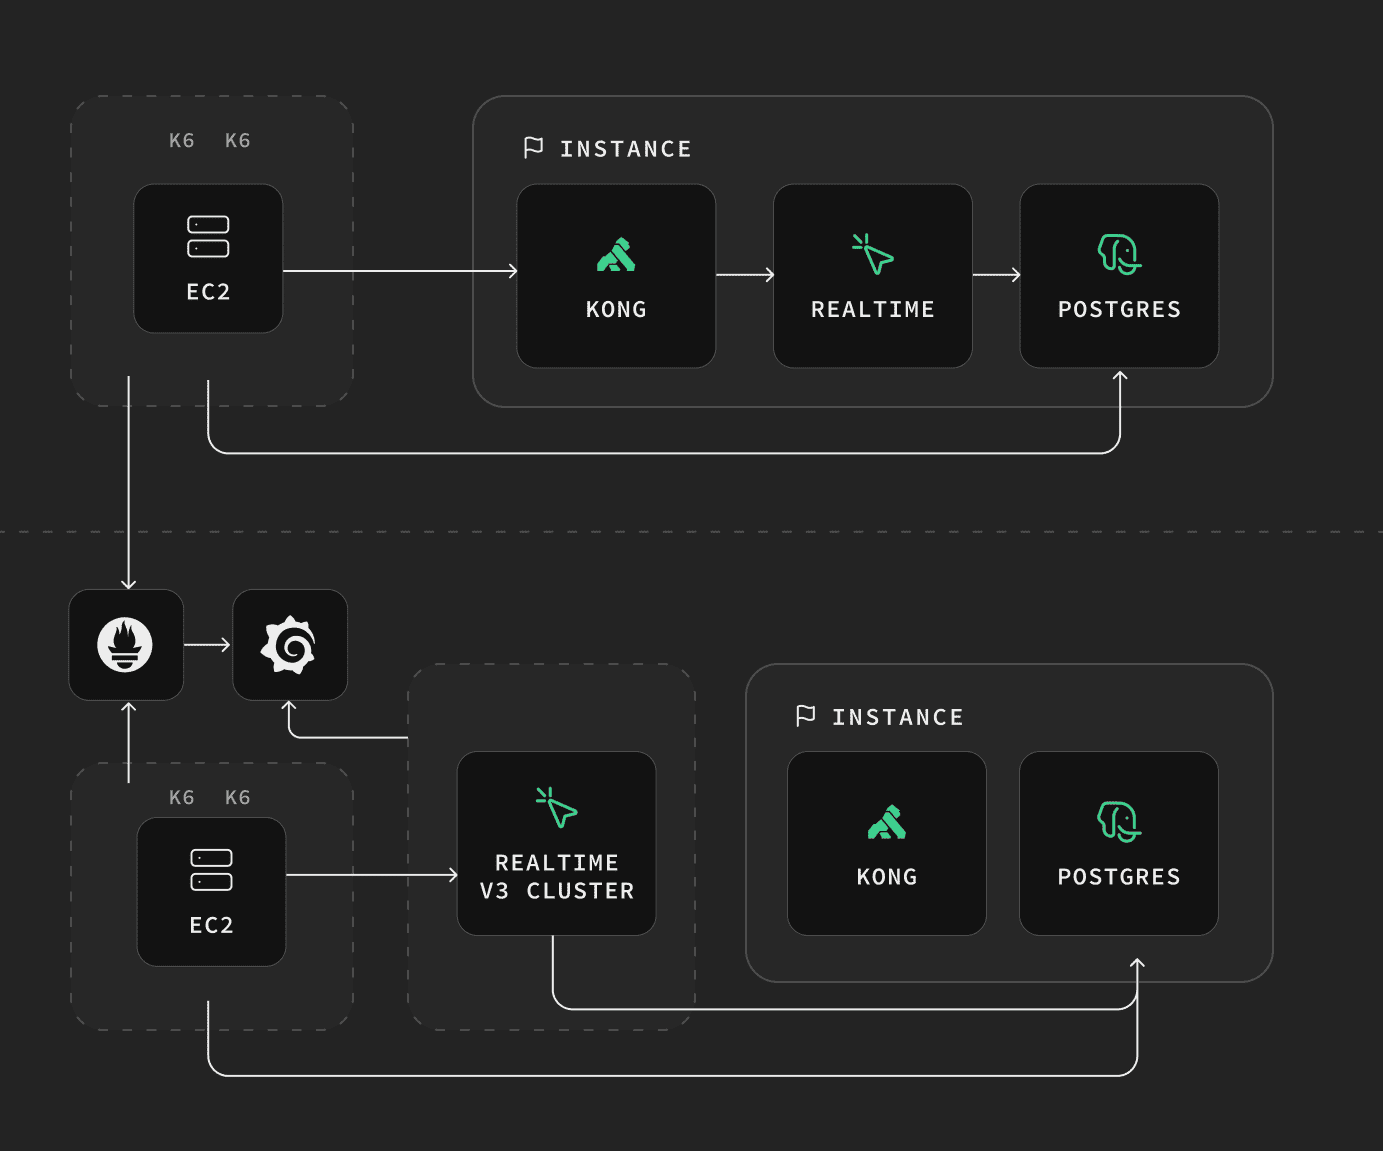 K6 K6
EC2
INSTANCE
KONG
REALTIME
POSTGRES
K6 K6
EC2
REALTIME
V3 CLUSTER
INSTANCE
KONG
POSTGRES